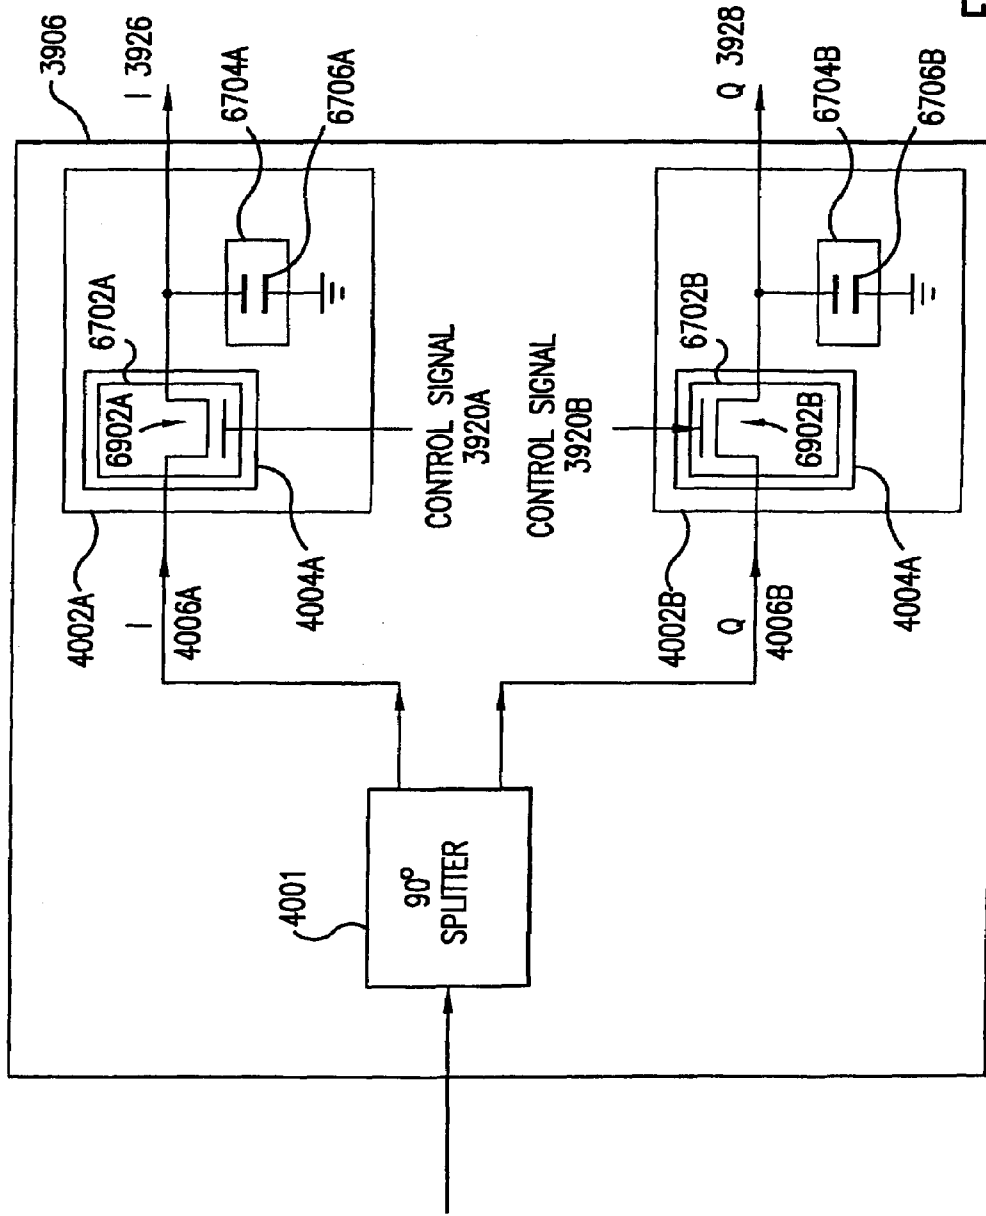 3906
I 3926
6704A
6706A
6702A
6902A
4002A
I
4006A
4004A
CONTROL SIGNAL
3920A
CONTROL SIGNAL
3920B
4001
90°
SPLITTER
Q 3928
6704B
6706B
6702B
6902B
4002B
Q
4006B
4004A